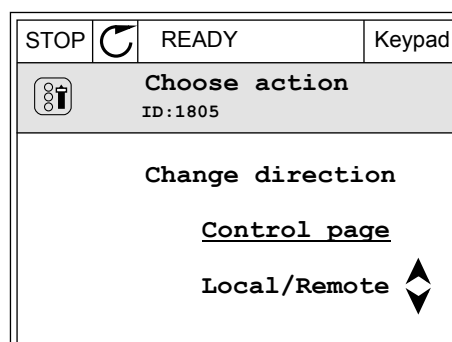 STOP READY Keypad
Choose action
ID:1805
Change direction
Control page
Local/Remote